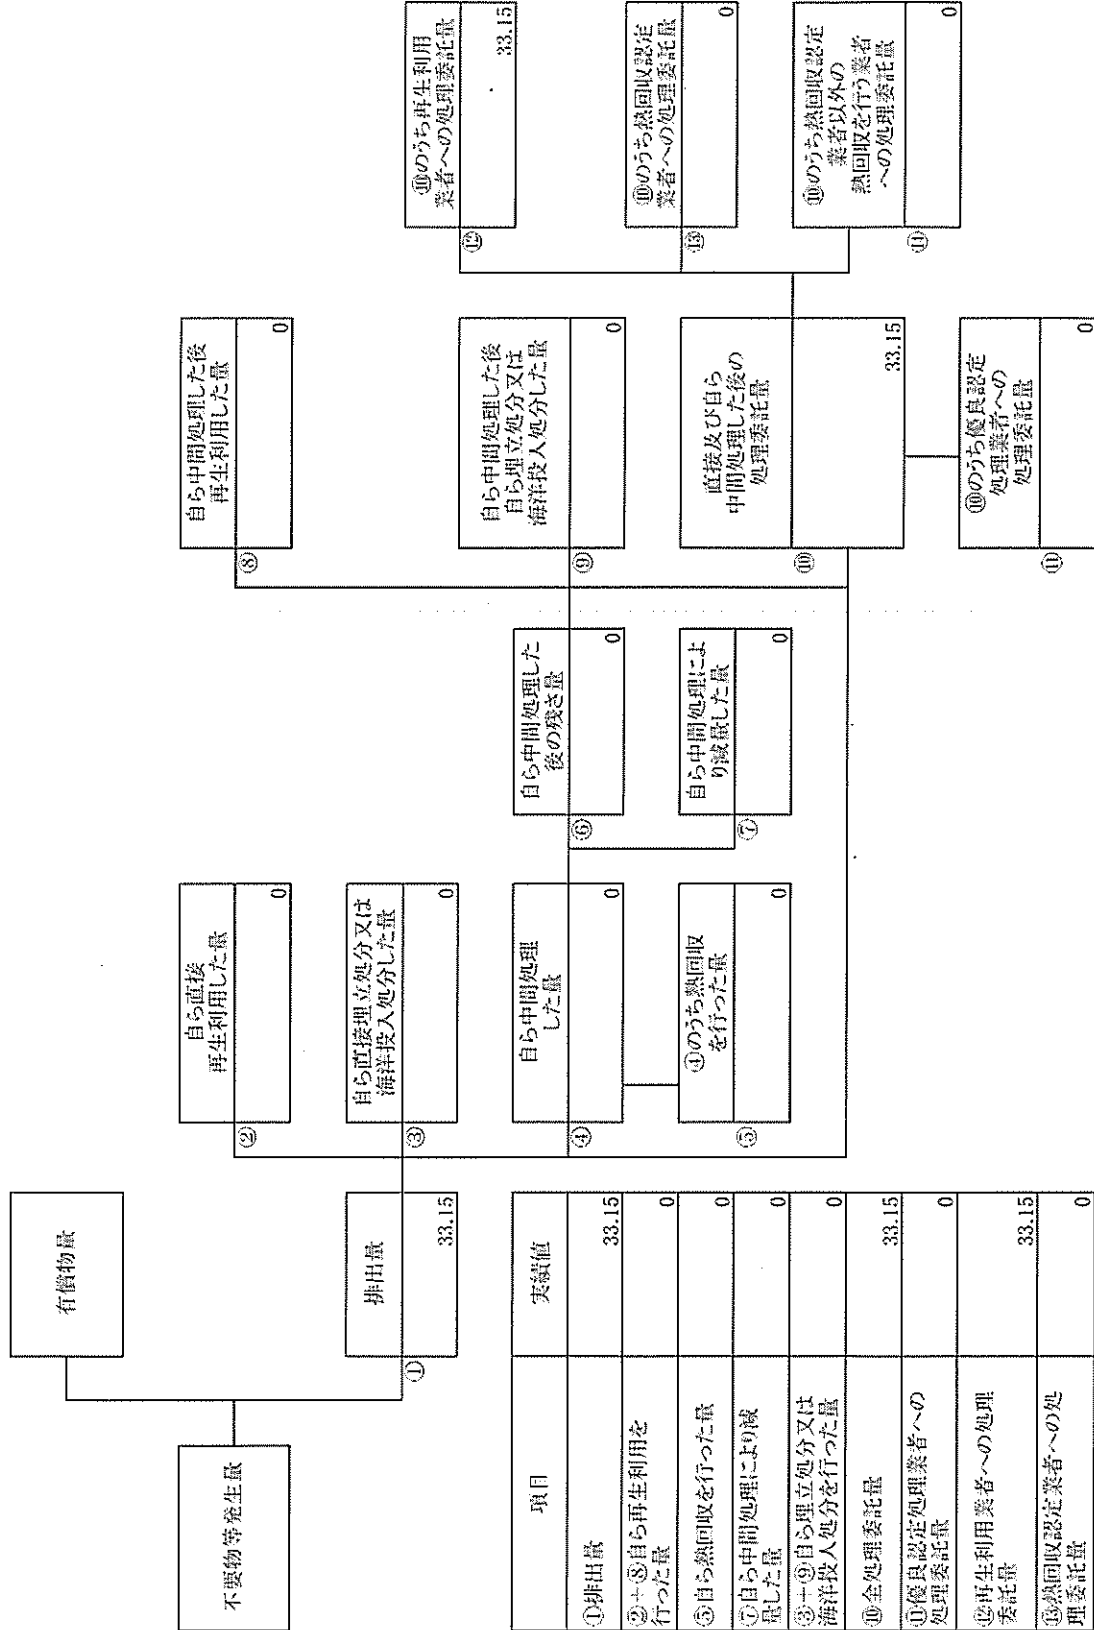 不要物等発生量
有償物量
①
排出量
33.15
②
自ら直接
再生利用した量
0
③
自ら直接埋立処分又は
海洋投入処分した量
0
④
自ら中間処理
した量
0
⑤
④のうち熱回収
を行った量
0
⑥
自ら中間処理した
後の残さ量
0
⑦
自ら中間処理によ
り減量した量
0
⑧
自ら中間処理した後
再生利用した量
0
⑨
自ら中間処理した後
自ら埋立処分又は
海洋投入処分した量
0
⑩
直接及び自ら
中間処理した後の
処理委託量
33.15
⑪
⑩のうち優良認定
処理業者への
処理委託量
0
⑫
⑩のうち再生利用
業者への処理委託量
33.15
⑬
⑩のうち熱回収認定
業者への処理委託量
0
⑭
⑩のうち熱回収認定
業者以外の
熱回収を行う業者
への処理委託量
0
項目 実績値
①排出量 33.15
②+⑧自ら再生利用を
行った量 0
⑤自ら熱回収を行った量 0
⑦自ら中間処理により減
量した量 0
③+⑨自ら埋立処分又は
海洋投入処分を行った量 0
⑩全処理委託量 33.15
⑪優良認定処理業者への
処理委託量 0
⑫再生利用業者への処理
委託量 33.15
⑬熱回収認定業者への処
理委託量 0